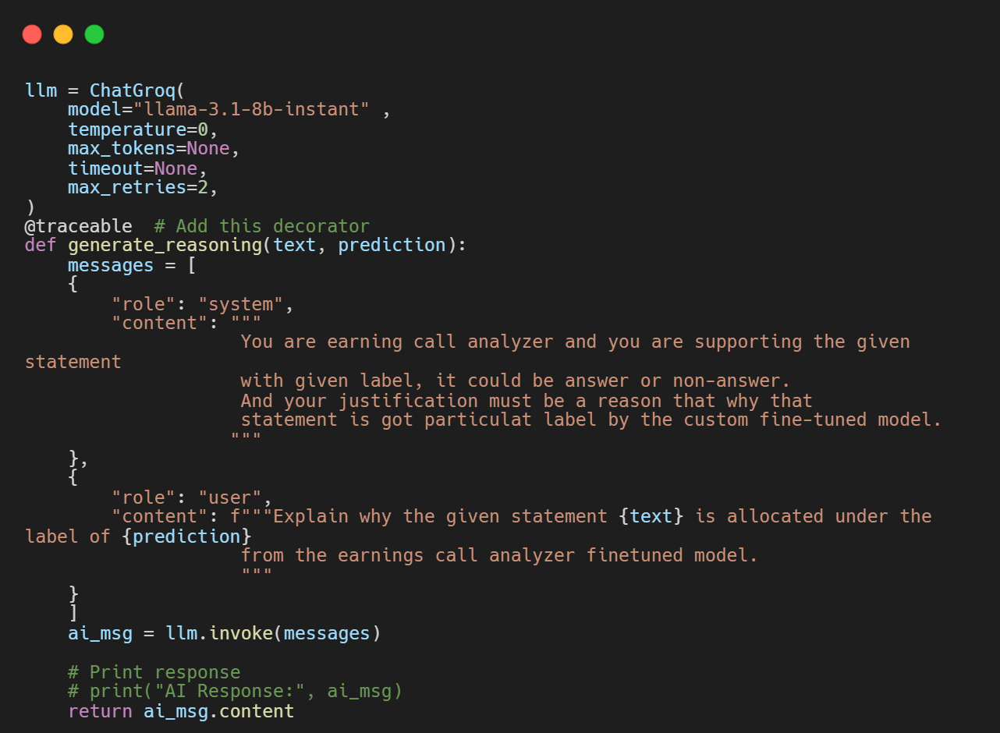 llm = ChatGroq(
    model="llama-3.1-8b-instant" ,
    temperature=0,
    max_tokens=None,
    timeout=None,
    max_retries=2,
)
@traceable  # Add this decorator
def generate_reasoning(text, prediction):
    messages = [
    {
        "role": "system",
        "content": """
                    You are earning call analyzer and you are supporting the given
statement
                    with given label, it could be answer or non-answer.
                    And your justification must be a reason that why that
                    statement is got particulat label by the custom fine-tuned model.
                   """
    },
    {
        "role": "user",
        "content": f"""Explain why the given statement {text} is allocated under the
label of {prediction}
                    from the earnings call analyzer finetuned model.
                    """
    }
    ]
    ai_msg = llm.invoke(messages)

    # Print response
    # print("AI Response:", ai_msg)
    return ai_msg.content